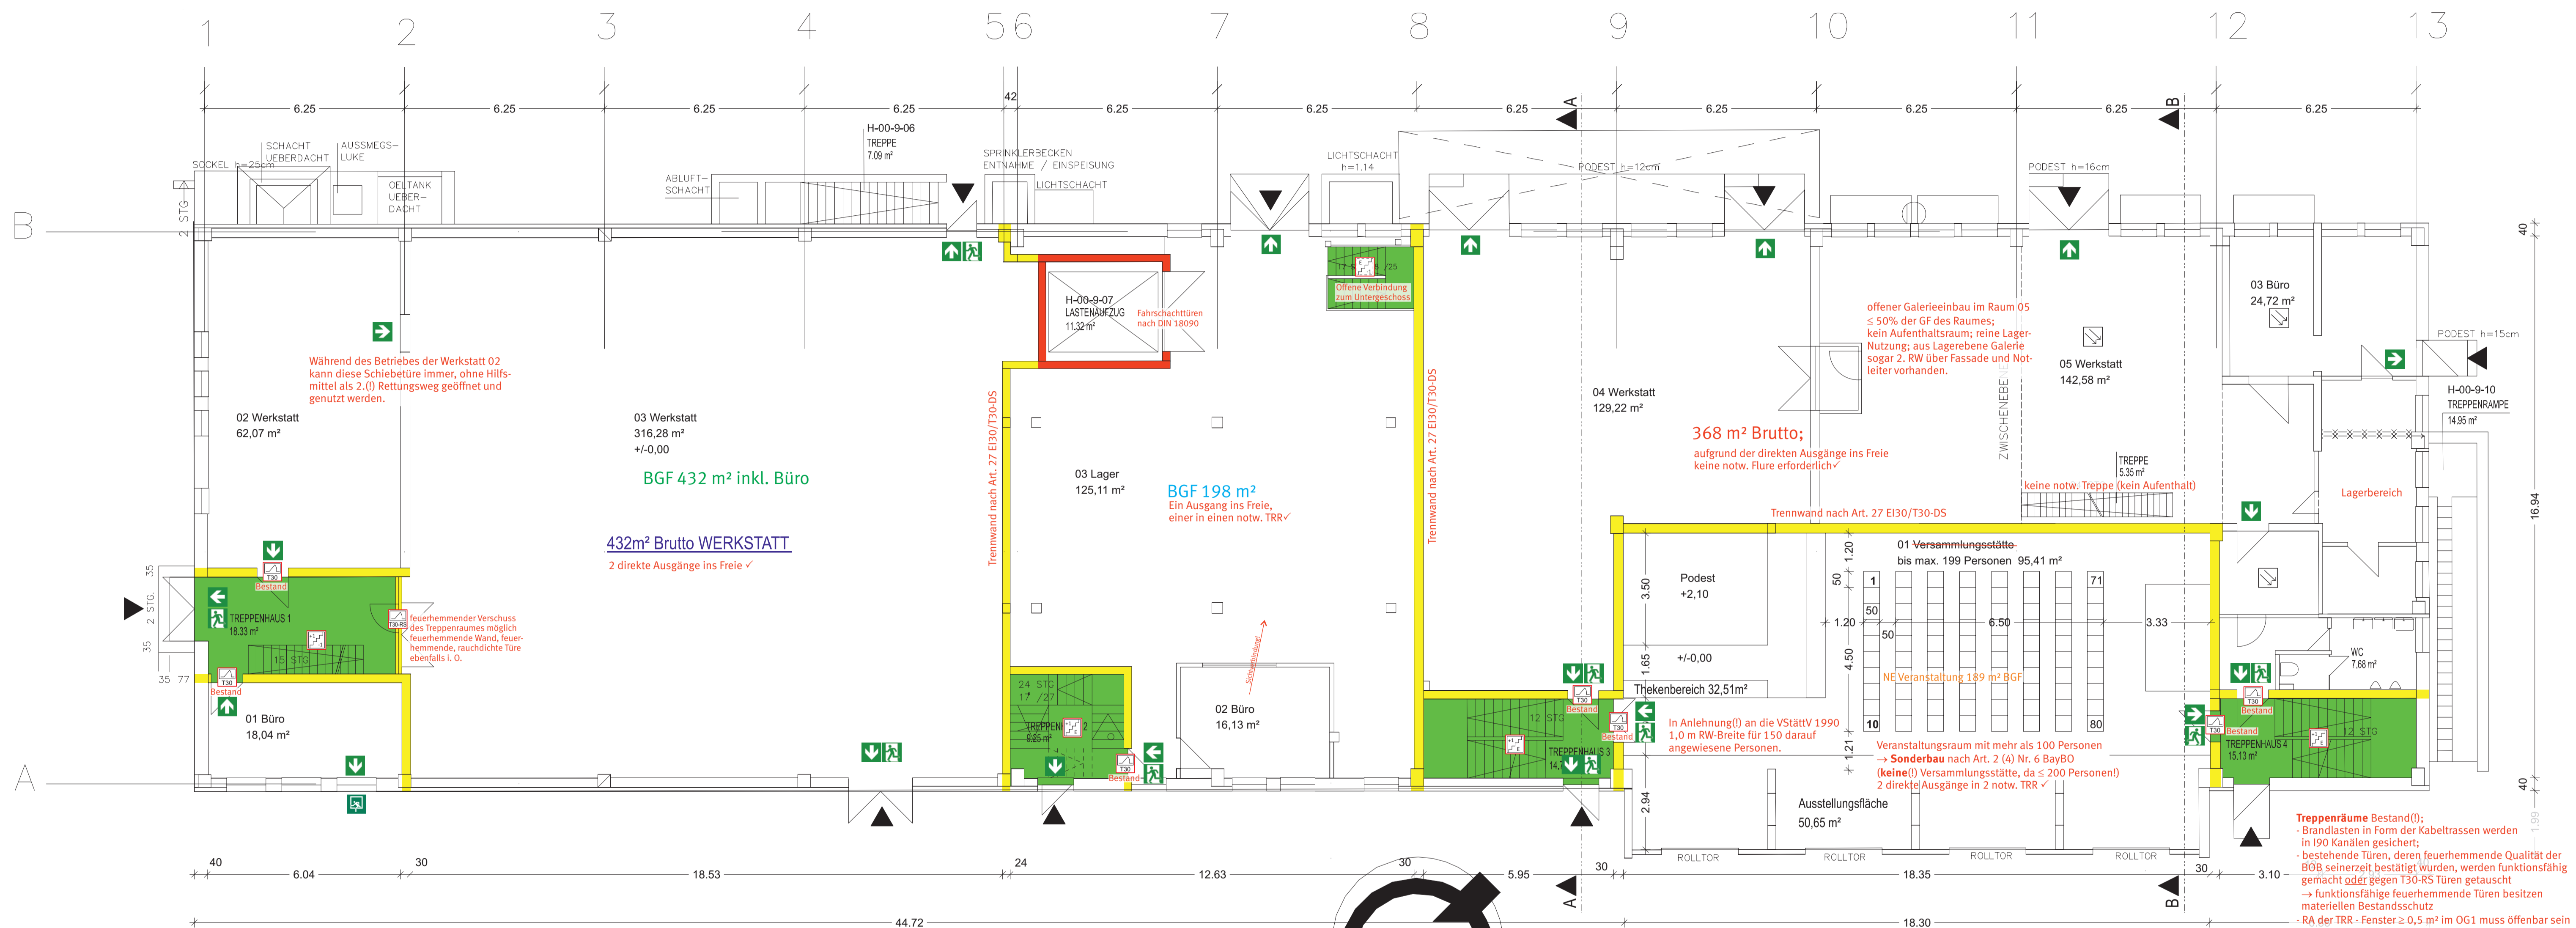 1 2 3 4 5 6 7 8 9 10 11 12 13
6.25 6.25 6.25 6.25 42 6.25 6.25 6.25 6.25 6.25 6.25 6.25
A
B
H-00-9-06
TREPPE
7.09 m²
SCHACHT
UEBERDACHT
AUSSMEGS-
LUKE
SOCKEL h=25cm
OELTANK
UEBER-
DACHT
2 STG
ABLUFT-
SCHACHT
SPRINKLERBECKEN
ENTNAHME / EINSPEISUNG
LICHTSCHACHT
LICHTSCHACHT
h=1.14
PODEST h=12cm
PODEST h=16cm
B
40
H-00-9-07
LASTENAUFZUG
11.32 m²
Fahrschachttüren
nach DIN 18090
Offene Verbindung
zum Untergeschoss
03 Büro
24,72 m²
PODEST h=15cm
H-00-9-10
TREPPENRAMPE
14,95 m²
Während des Betriebes der Werkstatt 02
kann diese Schiebetüre immer, ohne Hilfs-
mittel als 2.(!) Rettungsweg geöffnet und
genutzt werden.
offener Galerieeinbau im Raum 05
≤ 50% der GF des Raumes;
kein Aufenthaltsraum; reine Lager-
Nutzung; aus Lagerebene Galerie
sogar 2. RW über Fassade und Not-
leiter vorhanden.
02 Werkstatt
62,07 m²
03 Werkstatt
316,28 m²
+/-0,00
BGF 432 m² inkl. Büro
432m² Brutto WERKSTATT
2 direkte Ausgänge ins Freie ✓
Trennwand nach Art. 27 EI30/T30-DS
03 Lager
125,11 m²
BGF 198 m²
Ein Ausgang ins Freie,
einer in einen notw. TRR✓
Trennwand nach Art. 27 EI30/T30-DS
04 Werkstatt
129,22 m²
368 m² Brutto;
aufgrund der direkten Ausgänge ins Freie
keine notw. Flure erforderlich✓
05 Werkstatt
142,58 m²
ZWISCHENEBENE
TREPPE
5.35 m²
keine notw. Treppe (kein Aufenthalt)
Lagerbereich
16.94
Trennwand nach Art. 27 EI30/T30-DS
01 Versammlungsstätte
bis max. 199 Personen 95,41 m²
Podest
+2,10
3.50
1.20
50
1
71
50
1.20
50
6.50
3.33
4.50
1.65
+/-0,00
Thekenbereich 32,51m²
NE Veranstaltung 189 m² BGF
10
80
1.21
WC
7,68 m²
T30
Bestand
35
2 STG.
35
35 77
TREPPENHAUS 1
18.33 m²
15 STG
T30-RS
feuerhemmender Verschuss
des Treppenraumes möglich
feuerhemmende Wand, feuer-
hemmende, rauchdichte Türe
ebenfalls i. O.
T30
Bestand
01 Büro
18,04 m²
24 STG
17 /27
9.25 m²
T30
Bestand
Sichtverbindung!
02 Büro
16,13 m²
12 STG
TREPPENHAUS 3
T30
Bestand
T30
Bestand
In Anlehnung(!) an die VStättV 1990
1,0 m RW-Breite für 150 darauf
angewiesene Personen.
Veranstaltungsraum mit mehr als 100 Personen
→ Sonderbau nach Art. 2 (4) Nr. 6 BayBO
(keine(!) Versammlungsstätte, da ≤ 200 Personen!)
2 direkte Ausgänge in 2 notw. TRR ✓
T30
Bestand
T30
Bestand
TREPPENHAUS 4
15,13 m²
12 STG
A
40
2.94
Ausstellungsfläche
50,65 m²
1.99
ROLLTOR ROLLTOR ROLLTOR ROLLTOR
Treppenräume Bestand(!);
- Brandlasten in Form der Kabeltrassen werden
in I90 Kanälen gesichert;
- bestehende Türen, deren feuerhemmende Qualität der
BOB seinerzeit bestätigt wurden, werden funktionsfähig
gemacht oder gegen T30-RS Türen getauscht
→ funktionsfähige feuerhemmende Türen besitzen
materiellen Bestandsschutz
- RA der TRR - Fenster ≥ 0,5 m² im OG1 muss öffenbar sein
40 30 24 30 30 30
6.04 18.53 12.63 5.95 18.35 3.10
A
B
44.72 18.30